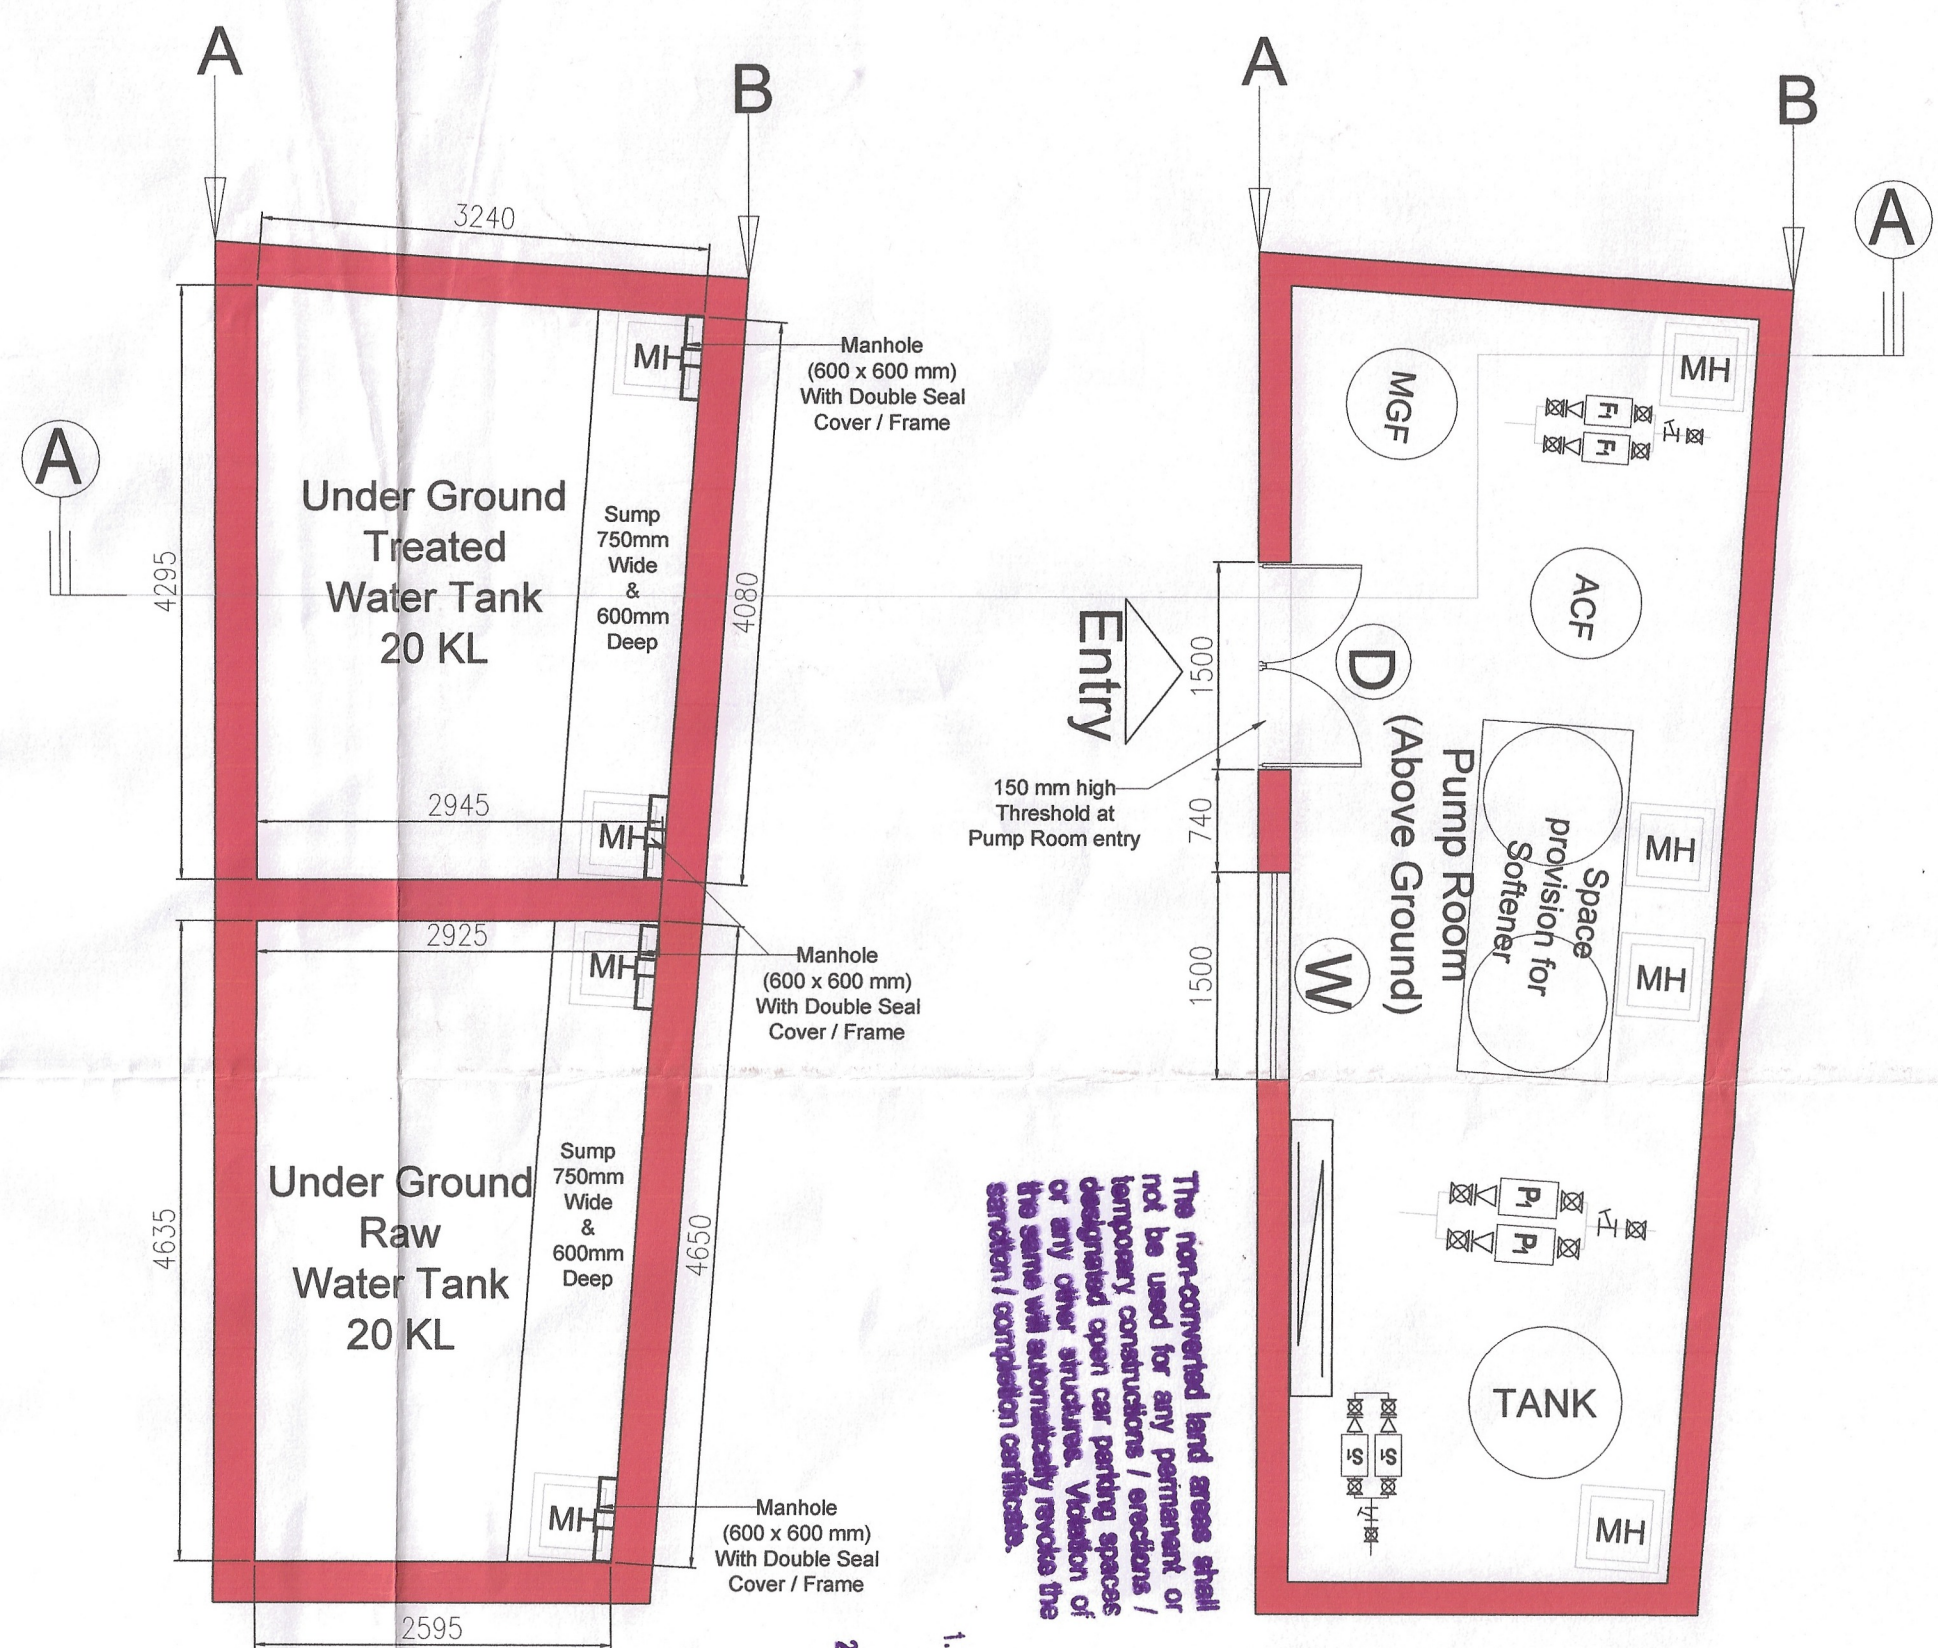 A
B
3240
A
4295
Under Ground
Treated
Water Tank
20 KL
Sump
750mm
Wide
&
600mm
Deep
MH
Manhole
(600 x 600 mm)
With Double Seal
Cover / Frame
4080
2945
MH
2925
MH
Manhole
(600 x 600 mm)
With Double Seal
Cover / Frame
4635
Under Ground
Raw
Water Tank
20 KL
Sump
750mm
Wide
&
600mm
Deep
4650
MH
Manhole
(600 x 600 mm)
With Double Seal
Cover / Frame
2595
A
B
A
MGF
MH
F1
F1
ACF
Entry
1500
D
150 mm high
Threshold at
Pump Room entry
740
Pump Room
(Above Ground)
Space
provision for
Softener
MH
MH
1500
W
P1
P1
TANK
S1
S1
MH
The non-converted land areas shall
not be used for any permanent or
temporary constructions / erections /
designated open car parking spaces
or any other structures. Violation of
the same will automatically revoke the
sanction / completion certificate.
1.
2